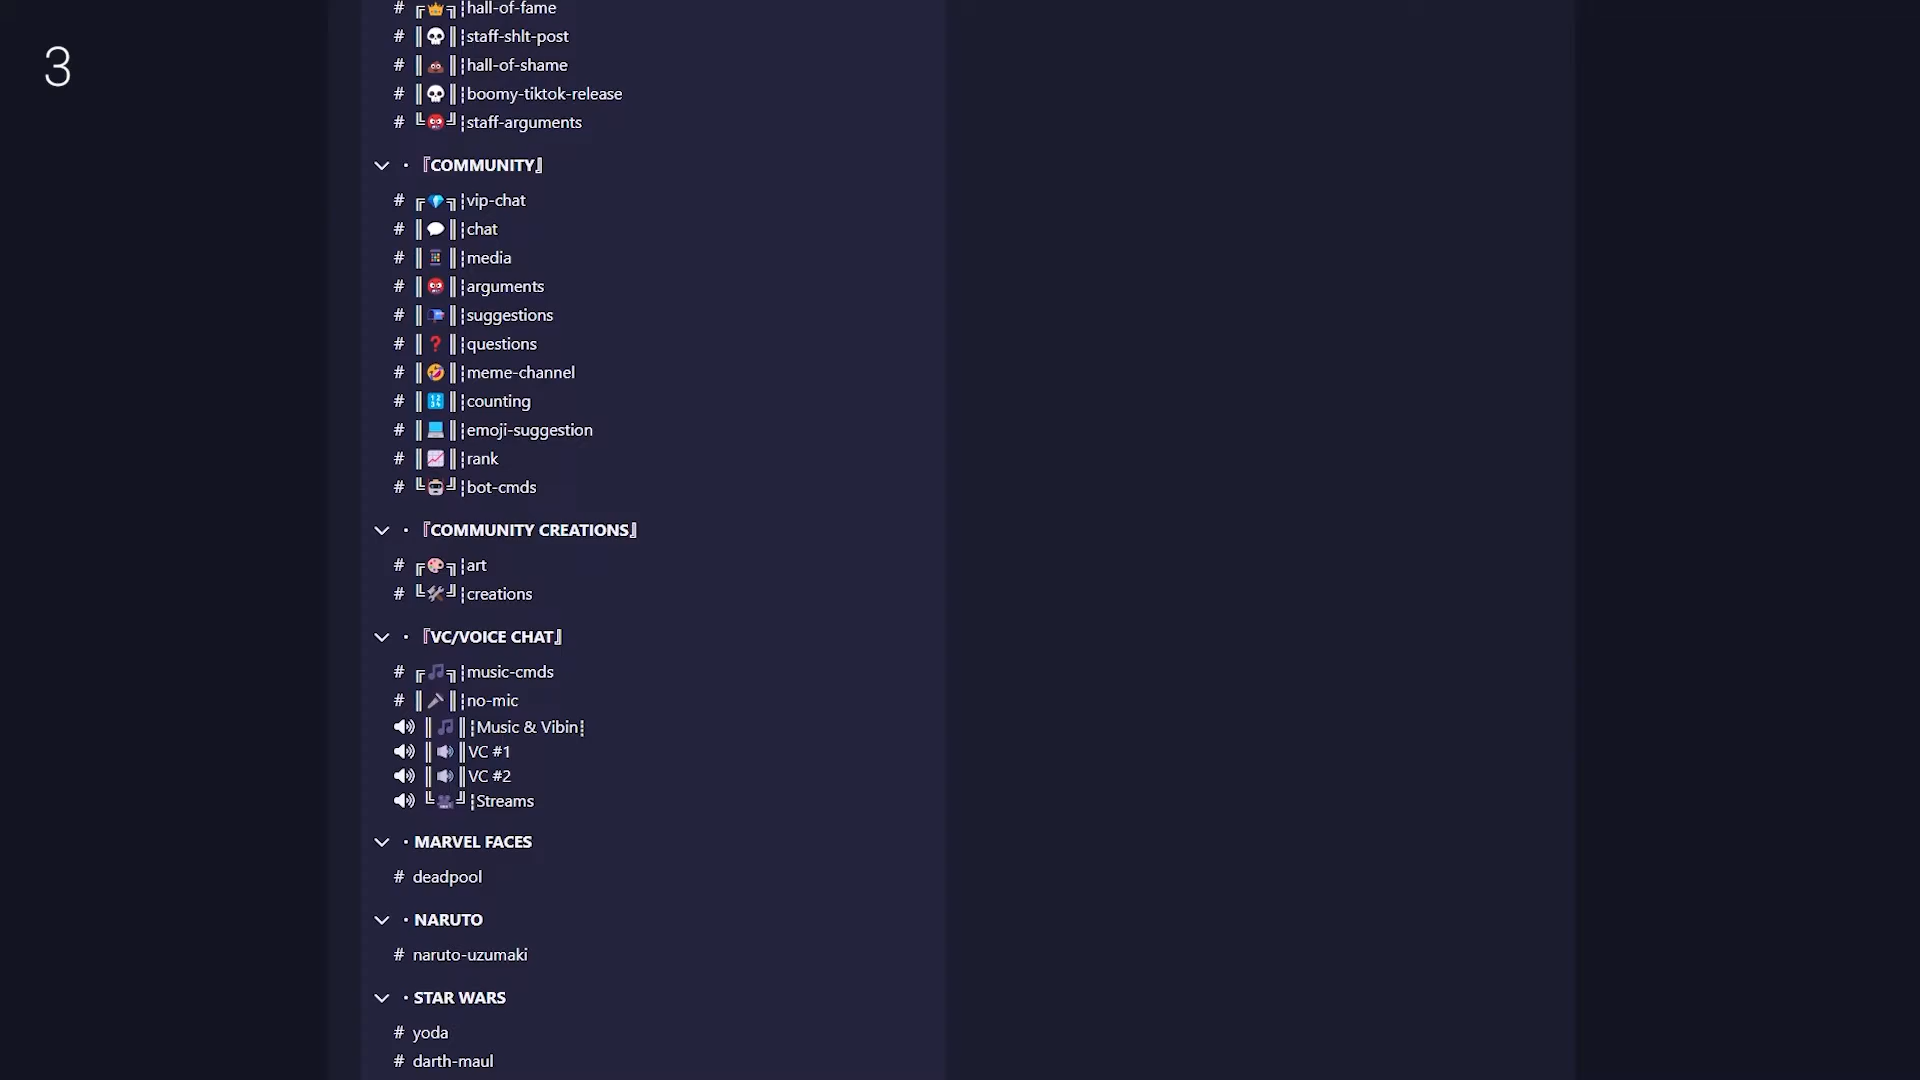 3
# ╔👑╗┆hall-of-fame
# ║💀║┆staff-shlt-post
# ║💩║┆hall-of-shame
# ║💀║┆boomy-tiktok-release
# ╚🤬╝┆staff-arguments
・『COMMUNITY』
# ╔💎╗┆vip-chat
# ║💬║┆chat
# ║🎞║┆media
# ║🤬║┆arguments
# ║📭║┆suggestions
# ║❓║┆questions
# ║🤣║┆meme-channel
# ║🔢║┆counting
# ║💻║┆emoji-suggestion
# ║📈║┆rank
# ╚🤖╝┆bot-cmds
・『COMMUNITY CREATIONS』
# ╔🎨╗┆art
# ╚🛠╝┆creations
・『VC/VOICE CHAT』
# ╔🎵╗┆music-cmds
# ║🎤║┆no-mic
🔊 ║🎵║┆Music & Vibin┆
🔊 ║🔊║VC #1
🔊 ║🔊║VC #2
🔊 ╚🎥╝┆Streams
・MARVEL FACES
# deadpool
・NARUTO
# naruto-uzumaki
・STAR WARS
# yoda
# darth-maul